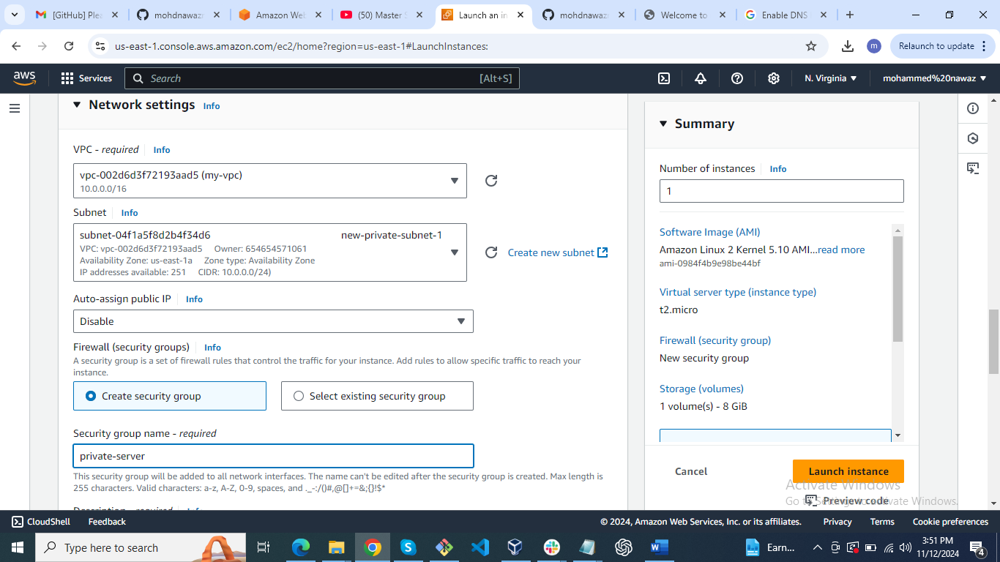 [GitHub] Plea
mohdnawaz
Amazon Web
(50) Master S
Launch an in
mohdnawaz
Welcome to
Enable DNS
us-east-1.console.aws.amazon.com/ec2/home?region=us-east-1#LaunchInstances:
m
Relaunch to update
aws
Services
Search
[Alt+S]
N. Virginia
mohammed%20nawaz
Network settings Info
VPC - required Info
vpc-002d6d3f72193aad5 (my-vpc)
10.0.0.0/16
Subnet Info
subnet-04f1a5f8d2b4f34d6 new-private-subnet-1
VPC: vpc-002d6d3f72193aad5 Owner: 654654571061
Availability Zone: us-east-1a Zone type: Availability Zone
IP addresses available: 251 CIDR: 10.0.0.0/24)
Create new subnet
Auto-assign public IP Info
Disable
Firewall (security groups) Info
A security group is a set of firewall rules that control the traffic for your instance. Add rules to allow specific traffic to reach your
instance.
Create security group
Select existing security group
Security group name - required
private-server
This security group will be added to all network interfaces. The name can't be edited after the security group is created. Max length is
255 characters. Valid characters: a-z, A-Z, 0-9, spaces, and ._-:/()#,@[]+=&;{}!$*
Description - required Info
Summary
Number of instances Info
1
Software Image (AMI)
Amazon Linux 2 Kernel 5.10 AMI...read more
ami-0984f4b9e98be44bf
Virtual server type (instance type)
t2.micro
Firewall (security group)
New security group
Storage (volumes)
1 volume(s) - 8 GiB
Cancel
Launch instance
Preview code
Activate Windows
Go to Settings to activate Windows.
CloudShell
Feedback
© 2024, Amazon Web Services, Inc. or its affiliates.
Privacy
Terms
Cookie preferences
Type here to search
Earn...
3:51 PM
11/12/2024
4